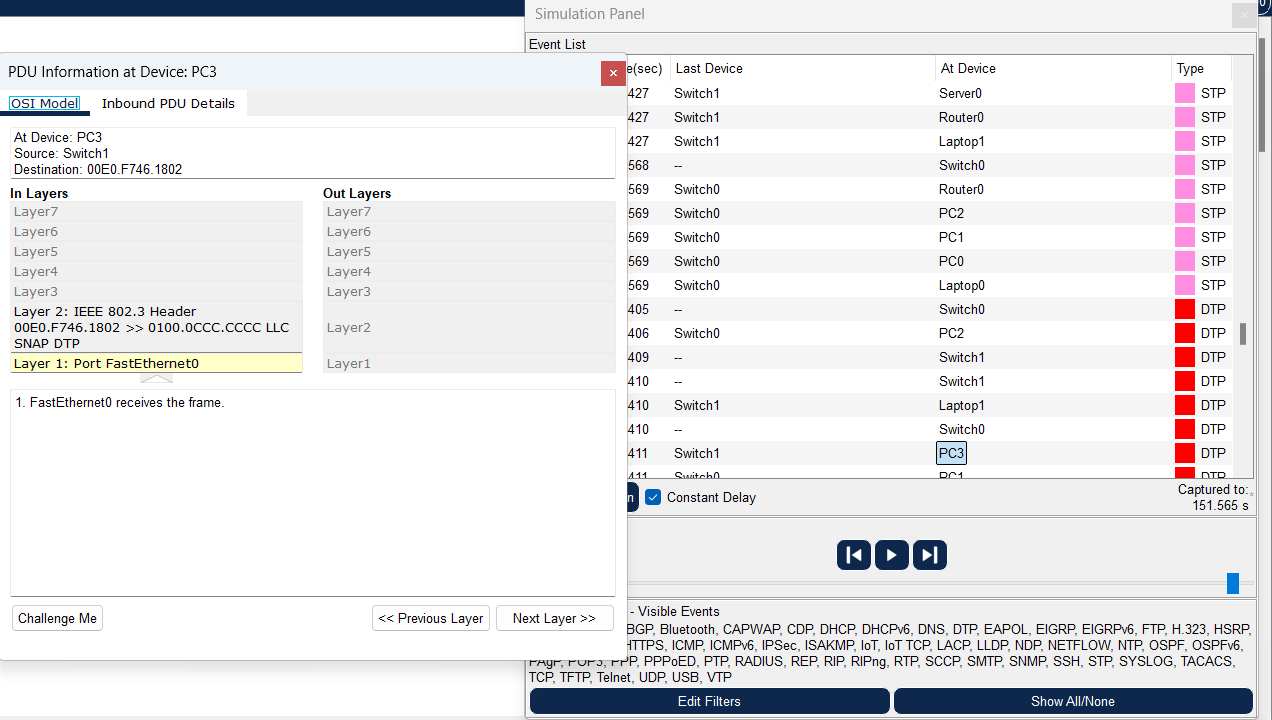 Simulation Panel
0
Event List
PDU Information at Device: PC3
OSI Model Inbound PDU Details
At Device: PC3
Source: Switch1
Destination: 00E0.F746.1802
In Layers Out Layers
Layer7 Layer7
Layer6 Layer6
Layer5 Layer5
Layer4 Layer4
Layer3 Layer3
Layer 2: IEEE 802.3 Header
00E0.F746.1802 >> 0100.0CCC.CCCC LLC
SNAP DTP
Layer2
Layer 1: Port FastEthernet0 Layer1
1. FastEthernet0 receives the frame.
Challenge Me << Previous Layer Next Layer >>
e(sec) Last Device At Device Type
427 Switch1 Server0 STP
427 Switch1 Router0 STP
427 Switch1 Laptop1 STP
568 -- Switch0 STP
569 Switch0 Router0 STP
569 Switch0 PC2 STP
569 Switch0 PC1 STP
569 Switch0 PC0 STP
569 Switch0 Laptop0 STP
405 -- Switch0 DTP
406 Switch0 PC2 DTP
409 -- Switch1 DTP
410 -- Switch1 DTP
410 Switch1 Laptop1 DTP
410 -- Switch0 DTP
411 Switch1 PC3 DTP
411 Switch0 PC1 DTP
n Constant Delay
Captured to:
151.565 s
- Visible Events
BGP, Bluetooth, CAPWAP, CDP, DHCP, DHCPv6, DNS, DTP, EAPOL, EIGRP, EIGRPv6, FTP, H.323, HSRP,
HTTPS, ICMP, ICMPv6, IPSec, ISAKMP, IoT, IoT TCP, LACP, LLDP, NDP, NETFLOW, NTP, OSPF, OSPFv6,
PAgP, POP3, PPP, PPPoED, PTP, RADIUS, REP, RIP, RIPng, RTP, SCCP, SMTP, SNMP, SSH, STP, SYSLOG, TACACS,
TCP, TFTP, Telnet, UDP, USB, VTP
Edit Filters Show All/None